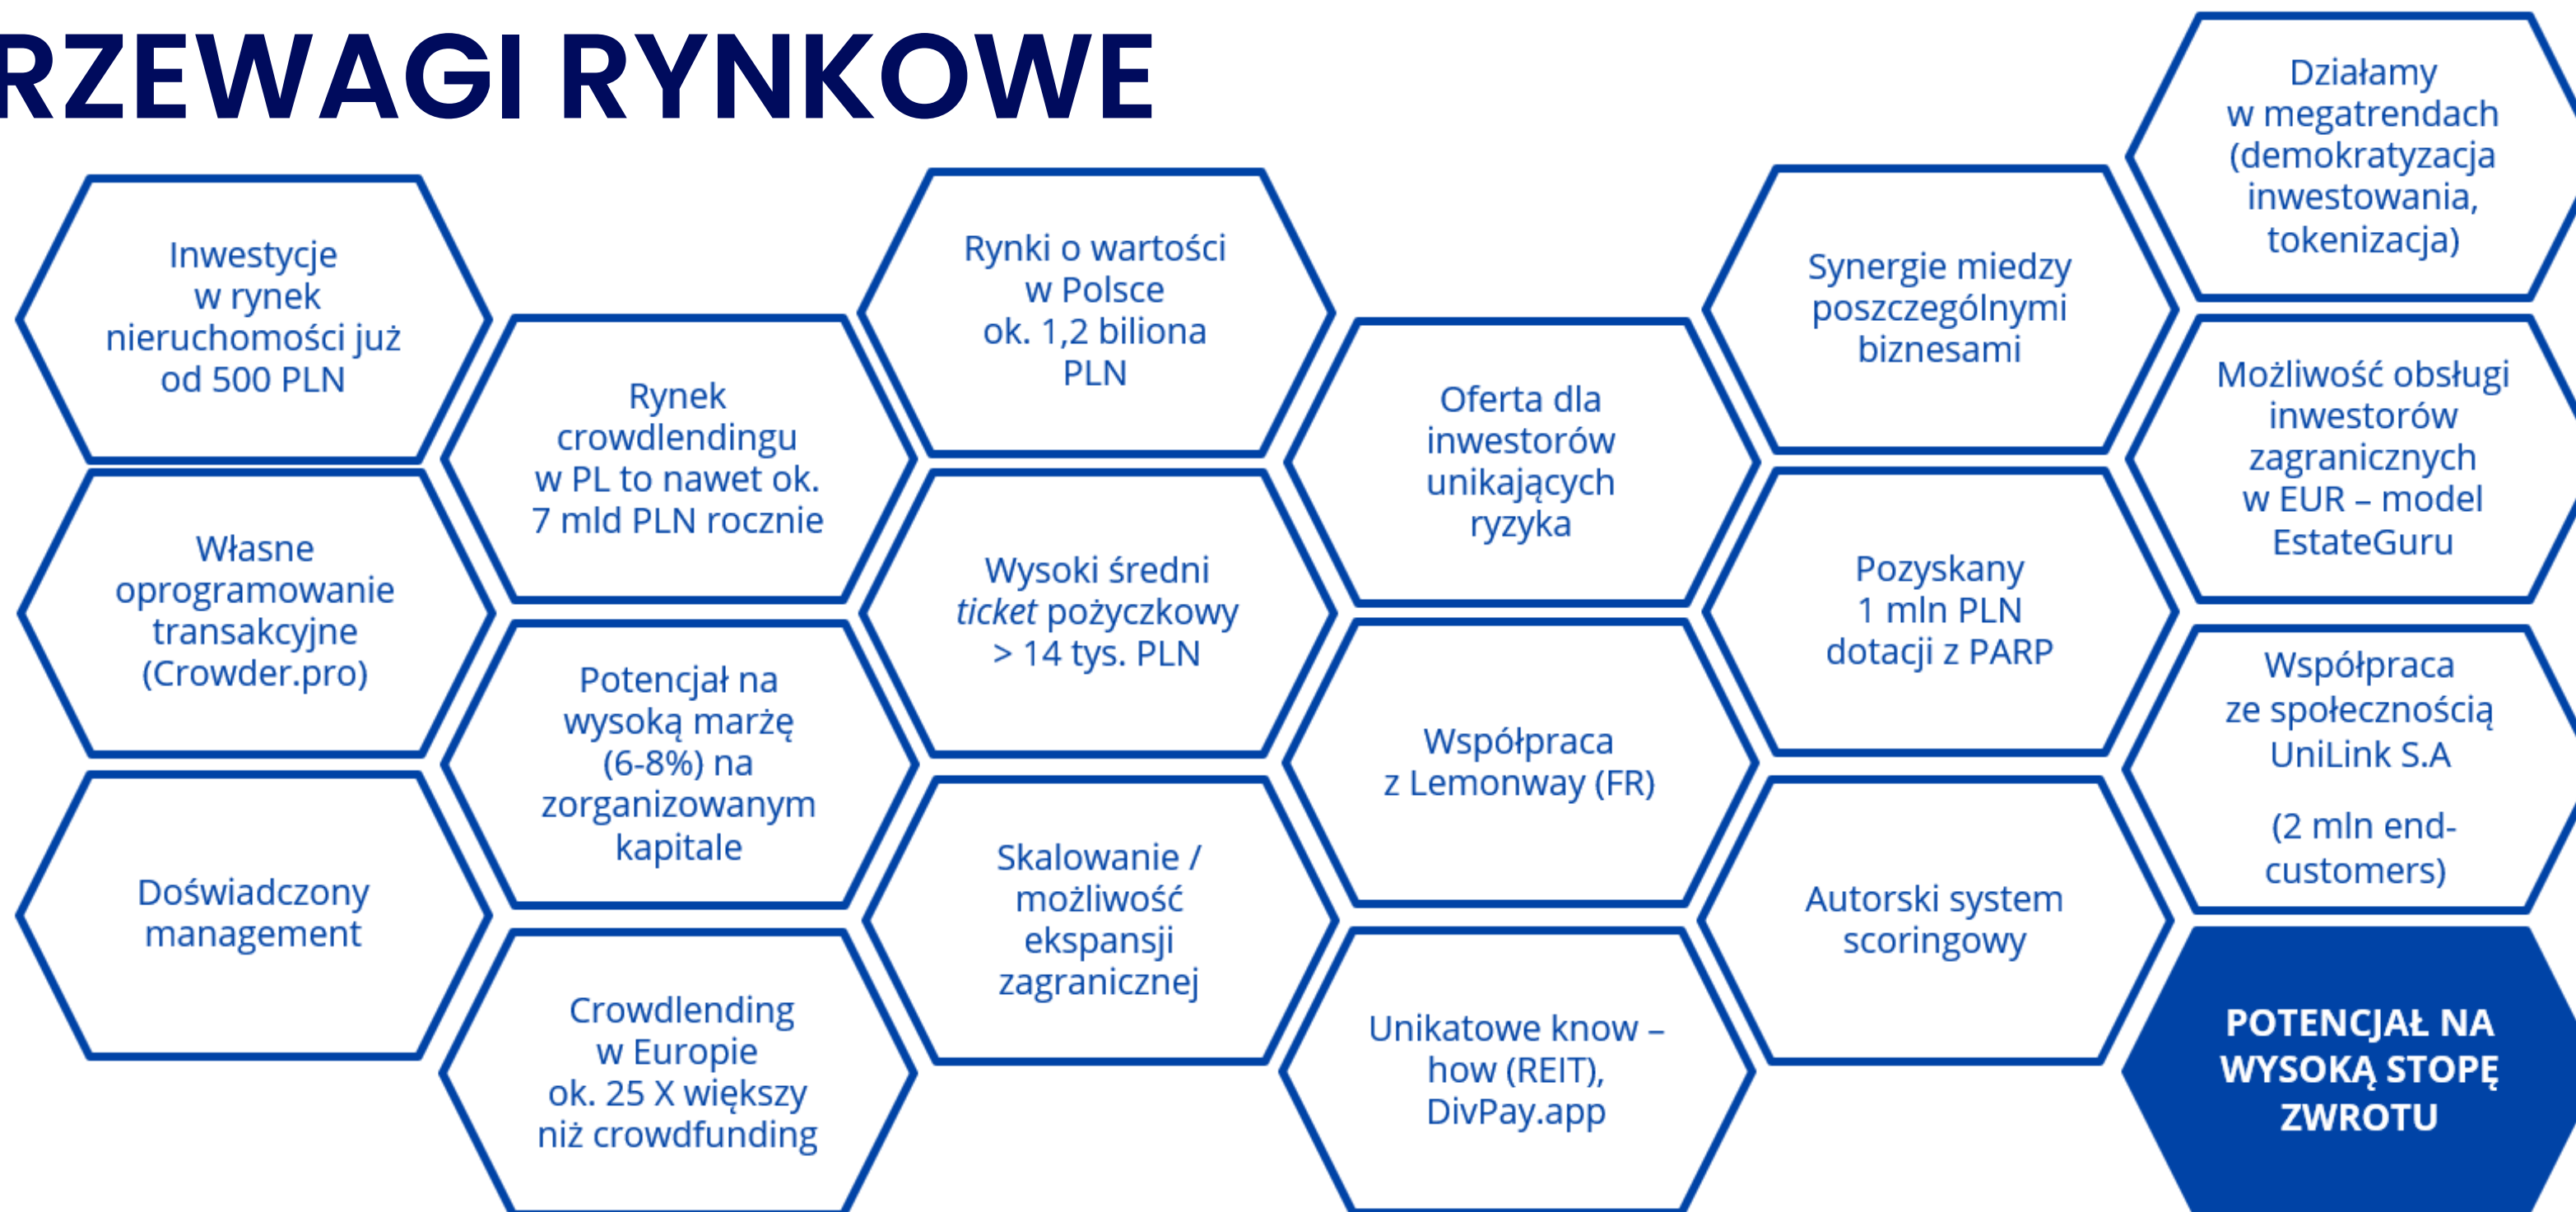 RZEWAGI RYNKOWE
Inwestycje
w rynek
nieruchomości już
od 500 PLN
Własne
oprogramowanie
transakcyjne
(Crowder.pro)
Doświadczony
management
Rynek
crowdlendingu
w PL to nawet ok.
7 mld PLN rocznie
Potencjał na
wysoką marżę
(6-8%) na
zorganizowanym
kapitale
Crowdlending
w Europie
ok. 25 X większy
niż crowdfunding
Rynki o wartości
w Polsce
ok. 1,2 biliona
PLN
Wysoki średni
ticket pożyczkowy
> 14 tys. PLN
Skalowanie /
możliwość
ekspansji
zagranicznej
Oferta dla
inwestorów
unikających
ryzyka
Współpraca
z Lemonway (FR)
Unikatowe know –
how (REIT),
DivPay.app
Synergie miedzy
poszczególnymi
biznesami
Pozyskany
1 mln PLN
dotacji z PARP
Autorski system
scoringowy
Działamy
w megatrendach
(demokratyzacja
inwestowania,
tokenizacja)
Możliwość obsługi
inwestorów
zagranicznych
w EUR – model
EstateGuru
Współpraca
ze społecznością
UniLink S.A
(2 mln end-
customers)
POTENCJAŁ NA
WYSOKĄ STOPĘ
ZWROTU